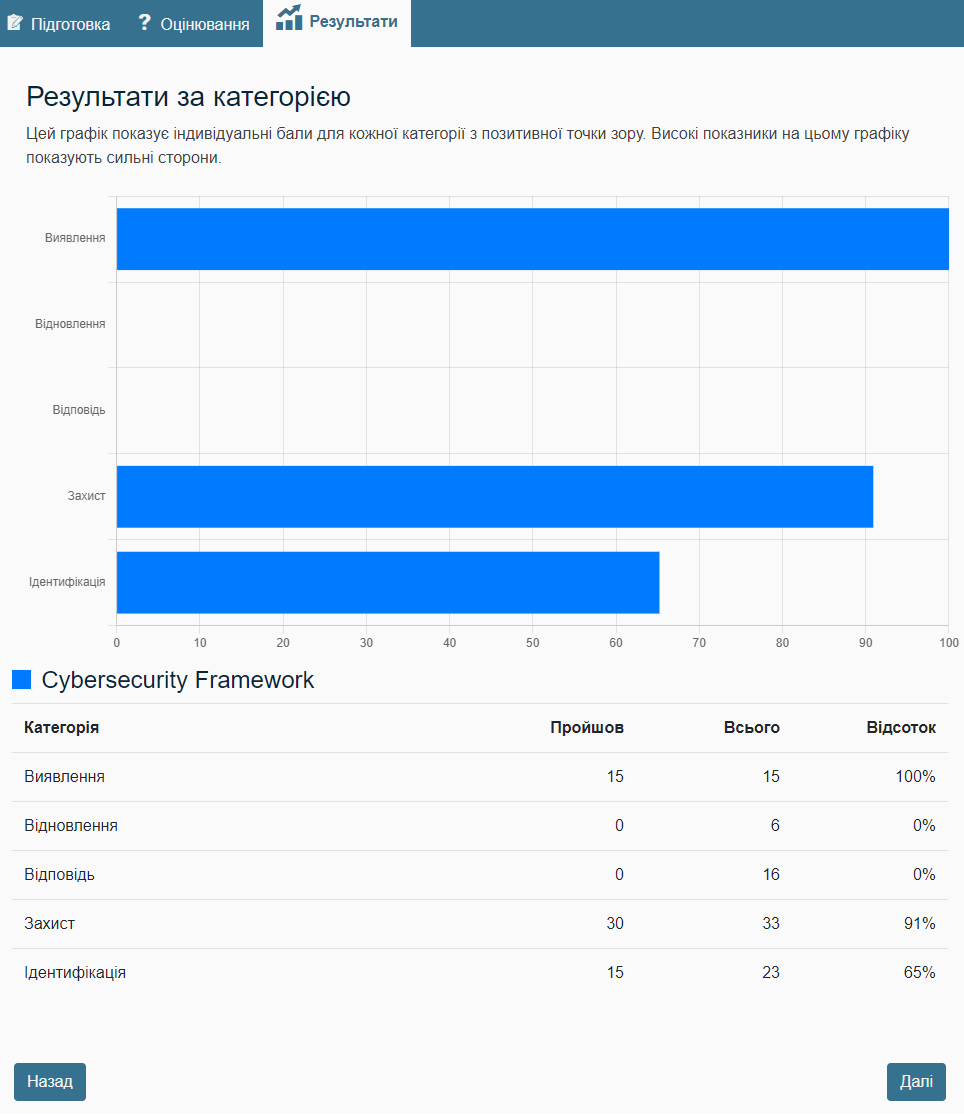 Підготовка ? Оцінювання Результати
Результати за категорією
Цей графік показує індивідуальні бали для кожної категорії з позитивної точки зору. Високі показники на цьому графіку
показують сильні сторони.
Виявлення
Відновлення
Відповідь
Захист
Ідентифікація
0 10 20 30 40 50 60 70 80 90 100
Cybersecurity Framework
Категорія Пройшов Всього Відсоток
Виявлення 15 15 100%
Відновлення 0 6 0%
Відповідь 0 16 0%
Захист 30 33 91%
Ідентифікація 15 23 65%
Назад Далі